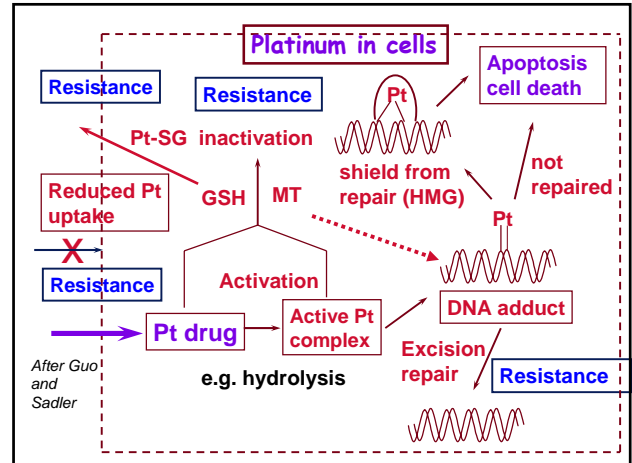 Platinum in cells
Resistance
Resistance
Apoptosis
cell death
Pt
Pt-SG inactivation
shield from
repair (HMG)
not
repaired
Reduced Pt
uptake
GSH
MT
Pt
X
Resistance
Activation
DNA adduct
Pt drug
Active Pt
complex
Excision
repair
Resistance
After Guo
and
Sadler
e.g. hydrolysis